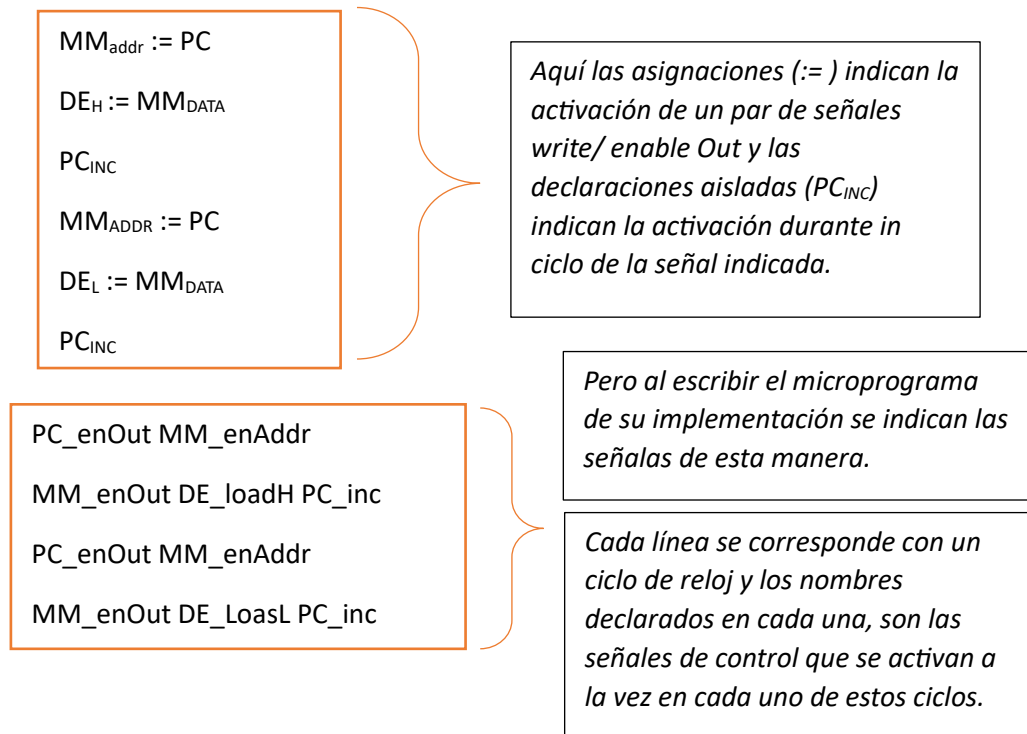 MMaddr := PC
DEH := MMDATA
PCINC
MMADDR := PC
DEL := MMDATA
PCINC
Aquí las asignaciones (:= ) indican la
activación de un par de señales
write/ enable Out y las
declaraciones aisladas (PCINC)
indican la activación durante in
ciclo de la señal indicada.
PC_enOut MM_enAddr
MM_enOut DE_loadH PC_inc
PC_enOut MM_enAddr
MM_enOut DE_LoasL PC_inc
Pero al escribir el microprograma
de su implementación se indican las
señalas de esta manera.
Cada línea se corresponde con un
ciclo de reloj y los nombres
declarados en cada una, son las
señales de control que se activan a
la vez en cada uno de estos ciclos.